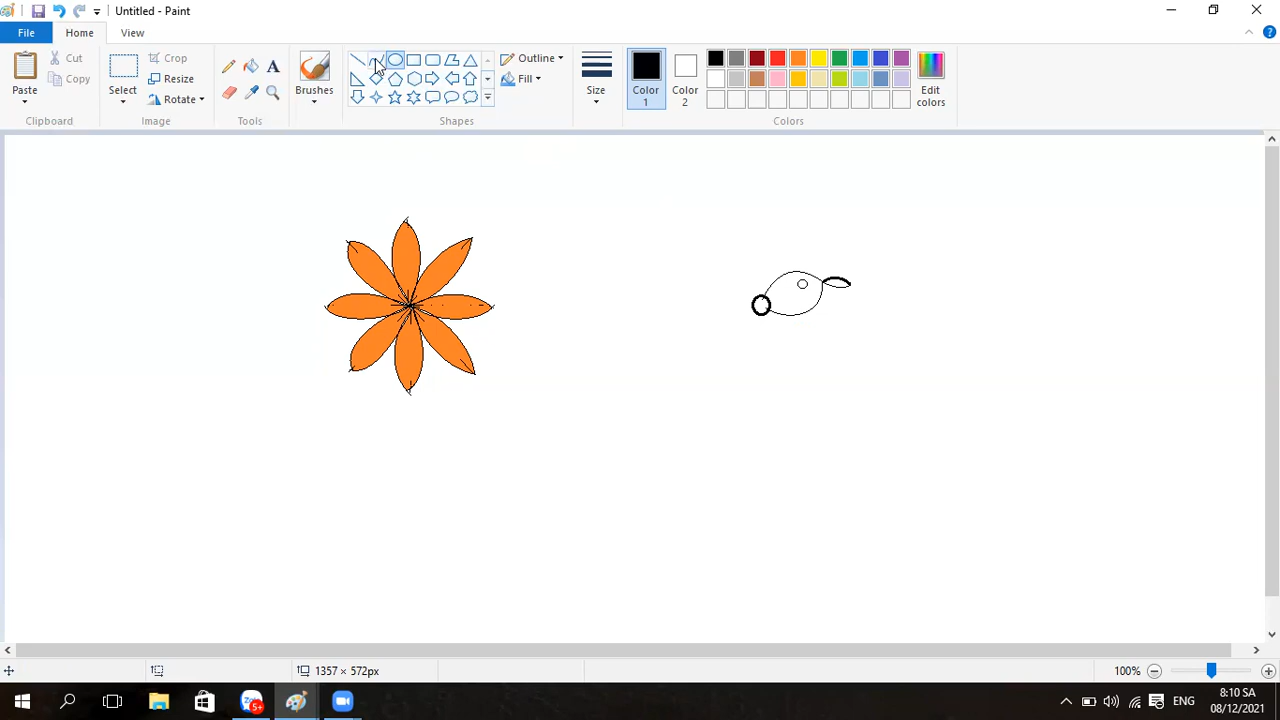 Untitled - Paint
File Home View
Paste Cut Copy Clipboard
Select Crop Resize Rotate Image
Tools
Brushes
Shapes
Outline Fill
Size
Color 1
Color 2
Edit colors
Colors
1357 × 572px
100%
5+
ENG
8:10 SA
08/12/2021